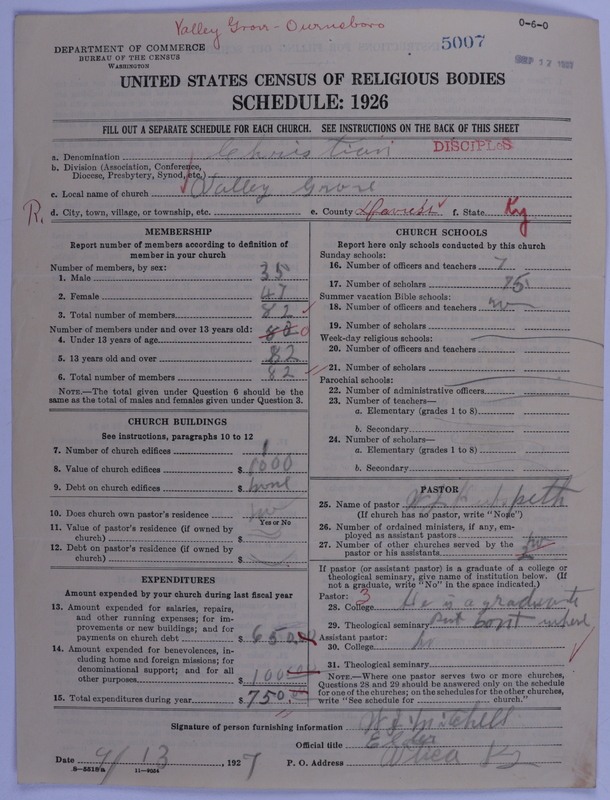 Valley Grove - Owensboro
0-6-0
DEPARTMENT OF COMMERCE
BUREAU OF THE CENSUS
WASHINGTON
5007
SEP 17 192
UNITED STATES CENSUS OF RELIGIOUS BODIES
SCHEDULE: 1926
FILL OUT A SEPARATE SCHEDULE FOR EACH CHURCH. SEE INSTRUCTIONS ON THE BACK OF THIS SHEET
a. Denomination Christian DISCIPLES
b. Division (Association, Conference, Diocese, Presbytery, Synod, etc.)
c. Local name of church Valley Grove
R.
d. City, town, village, or township, etc. e. County Daviess f. State Ky
MEMBERSHIP
Report number of members according to definition of member in your church
Number of members, by sex:
1. Male 35
2. Female 47
3. Total number of members 82
Number of members under and over 13 years old:
4. Under 13 years of age 0
5. 13 years old and over 82
6. Total number of members 82
NOTE.—The total given under Question 6 should be the same as the total of males and females given under Question 3.
CHURCH BUILDINGS
See instructions, paragraphs 10 to 12
7. Number of church edifices 1
8. Value of church edifices $ 1000
9. Debt on church edifices $ none
10. Does church own pastor's residence no
Yes or No
11. Value of pastor's residence (if owned by church) $
12. Debt on pastor's residence (if owned by church) $
EXPENDITURES
Amount expended by your church during last fiscal year
13. Amount expended for salaries, repairs, and other running expenses; for improvements or new buildings; and for payments on church debt $ 650.00
14. Amount expended for benevolences, including home and foreign missions; for denominational support; and for all other purposes $ 100
15. Total expenditures during year $ 750.
CHURCH SCHOOLS
Report here only schools conducted by this church
Sunday schools:
16. Number of officers and teachers 7
17. Number of scholars 75
Summer vacation Bible schools:
18. Number of officers and teachers no
19. Number of scholars
Week-day religious schools:
20. Number of officers and teachers
21. Number of scholars
Parochial schools:
22. Number of administrative officers
23. Number of teachers—
a. Elementary (grades 1 to 8)
b. Secondary
24. Number of scholars—
a. Elementary (grades 1 to 8)
b. Secondary
PASTOR
25. Name of pastor
(If church has no pastor, write "None")
26. Number of ordained ministers, if any, employed as assistant pastors
27. Number of other churches served by the pastor or his assistants
If pastor (or assistant pastor) is a graduate of a college or theological seminary, give name of institution below. (If not a graduate, write "No" in the space indicated.)
Pastor: 3
28. College He is a graduate
29. Theological seminary but dont where
Assistant pastor:
30. College no
31. Theological seminary
NOTE.—Where one pastor serves two or more churches, Questions 28 and 29 should be answered only on the schedule for one of the churches; on the schedules for the other churches, write "See schedule for church."
Signature of person furnishing information W. J. Mitchell
Official title Elder
Date 9/13, 1927 P. O. Address Utica Ky
8-5518a 11-9054